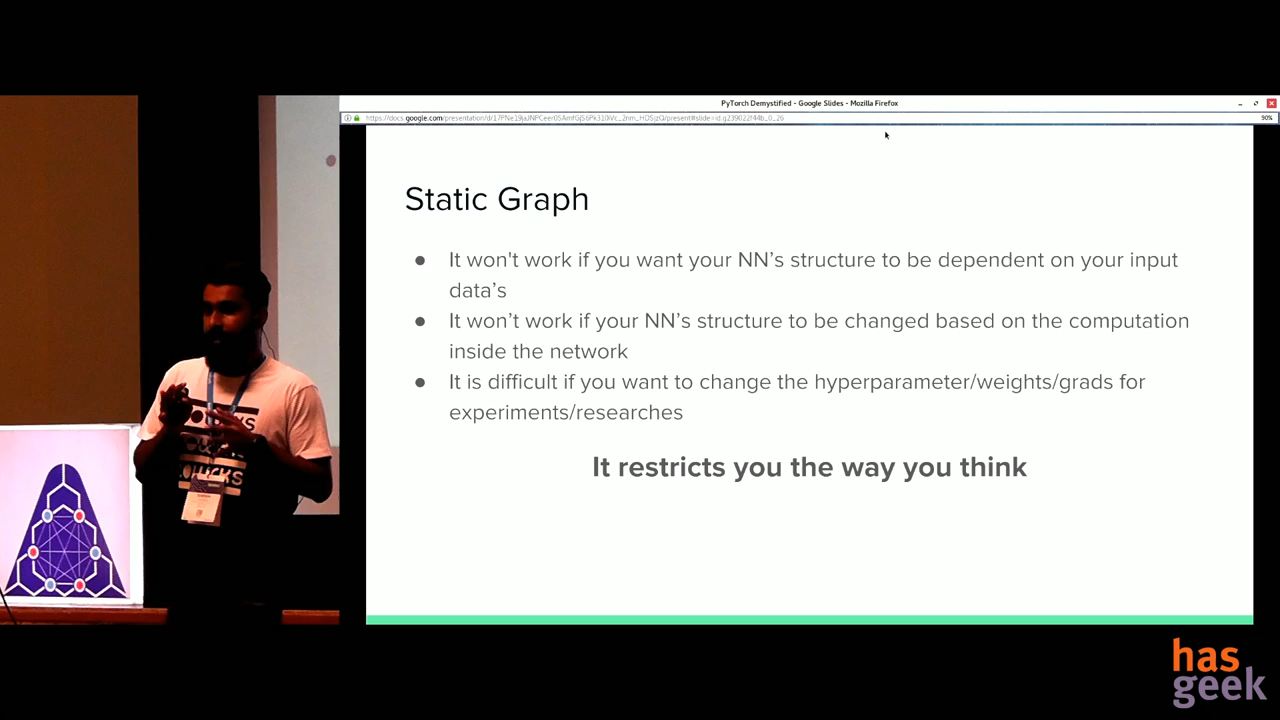 PyTorch Demystified - Google Slides - Mozilla Firefox
90%
Static Graph
● It won't work if you want your NN’s structure to be dependent on your input
data’s
● It won’t work if your NN’s structure to be changed based on the computation
inside the network
● It is difficult if you want to change the hyperparameter/weights/grads for
experiments/researches
It restricts you the way you think
has
geek